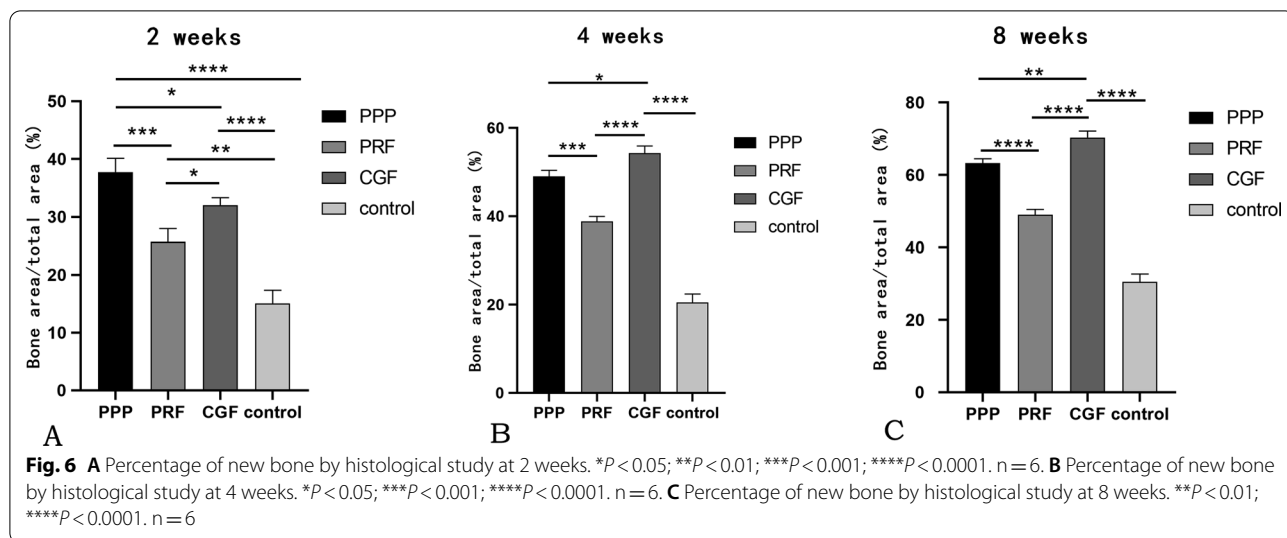 2 weeks
****
*
***
****
**
*
Bone area/total area (%)
50
40
30
20
10
0
PPP
PRF
CGF
control
PPP
PRF
CGF
control
A
4 weeks
*
****
***
****
Bone area/total area (%)
60
40
20
0
PPP
PRF
CGF
control
PPP
PRF
CGF
control
B
8 weeks
**
****
****
****
Bone area/total area (%)
80
60
40
20
0
PPP
PRF
CGF
control
PPP
PRF
CGF
control
C
Fig. 6 A Percentage of new bone by histological study at 2 weeks. *P < 0.05; **P < 0.01; ***P < 0.001; ****P < 0.0001. n = 6. B Percentage of new bone
by histological study at 4 weeks. *P < 0.05; ***P < 0.001; ****P < 0.0001. n = 6. C Percentage of new bone by histological study at 8 weeks. **P < 0.01;
****P < 0.0001. n = 6